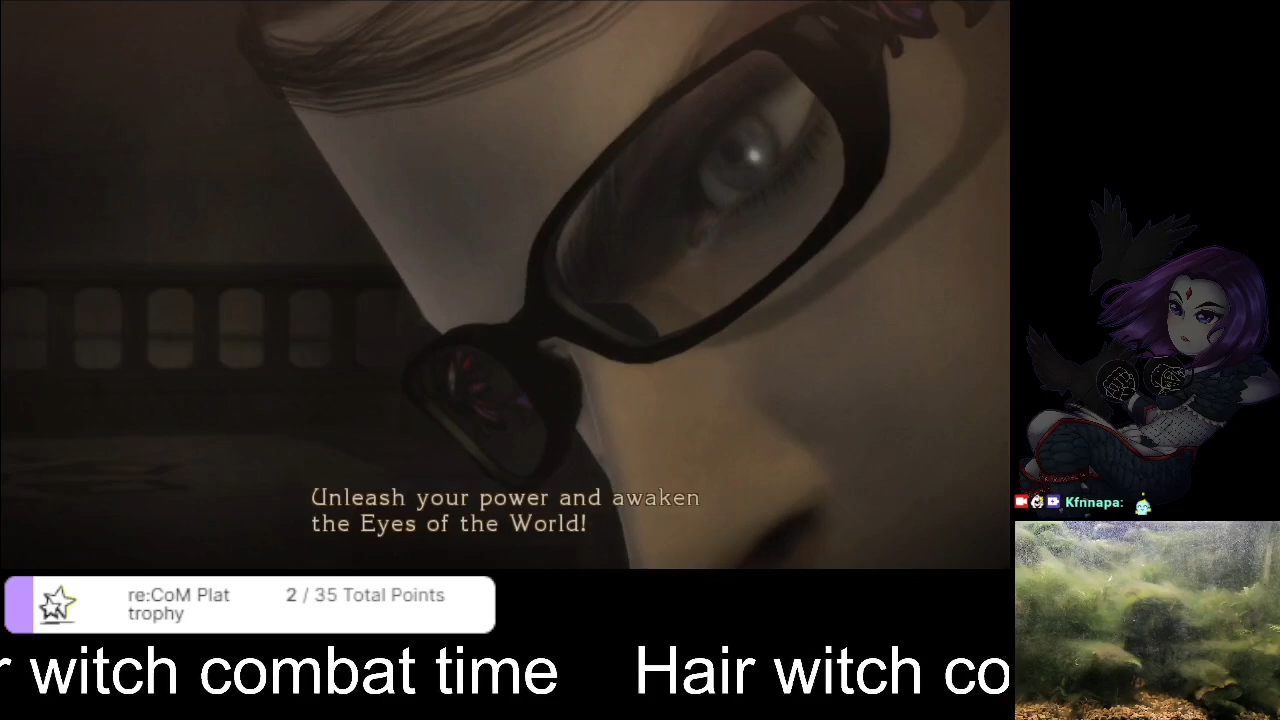 Unleash your power and awaken
the Eyes of the World!
Kfnnapa:
re:CoM Plat
trophy
2 / 35 Total Points
r witch combat time Hair witch co